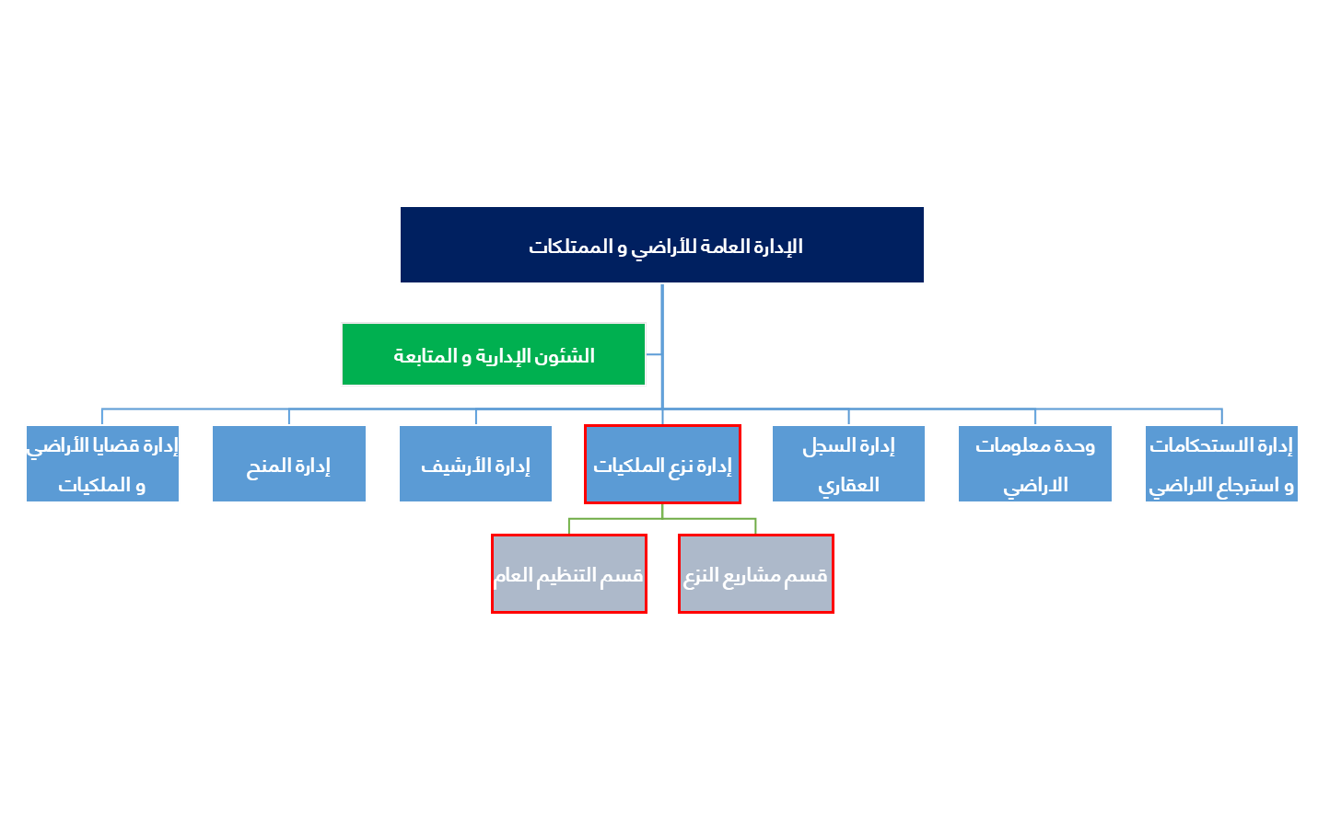 الإدارة العامة للأراضي و الممتلكات
الشئون الإدارية و المتابعة
إدارة الاستحكامات
و استرجاع الاراضي
وحدة معلومات
الاراضي
إدارة السجل
العقاري
إدارة نزع الملكيات
إدارة الأرشيف
إدارة المنح
إدارة قضايا الأراضي
و الملكيات
قسم مشاريع النزع
قسم التنظيم العام